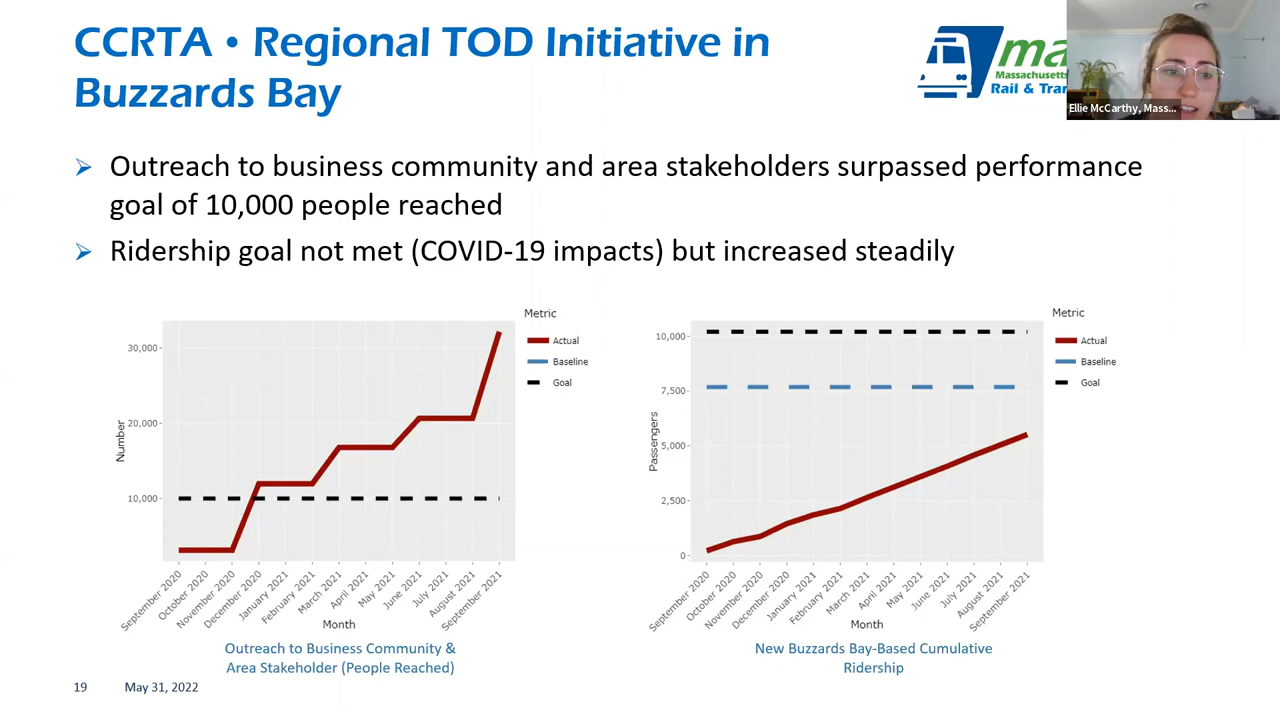 CCRTA • Regional TOD Initiative in
Buzzards Bay
ma
Massachusetts
Rail & Tran
Ellie McCarthy, Mass...
➢ Outreach to business community and area stakeholders surpassed performance
goal of 10,000 people reached
➢ Ridership goal not met (COVID-19 impacts) but increased steadily
Metric
Actual
Baseline
Goal
30,000
20,000
10,000
Number
September 2020
October 2020
November 2020
December 2020
January 2021
February 2021
March 2021
April 2021
May 2021
June 2021
July 2021
August 2021
September 2021
Month
Outreach to Business Community &
Area Stakeholder (People Reached)
Metric
Actual
Baseline
Goal
10,000
7,500
5,000
2,500
0
Passengers
September 2020
October 2020
November 2020
December 2020
January 2021
February 2021
March 2021
April 2021
May 2021
June 2021
July 2021
August 2021
September 2021
Month
New Buzzards Bay-Based Cumulative
Ridership
19 May 31, 2022